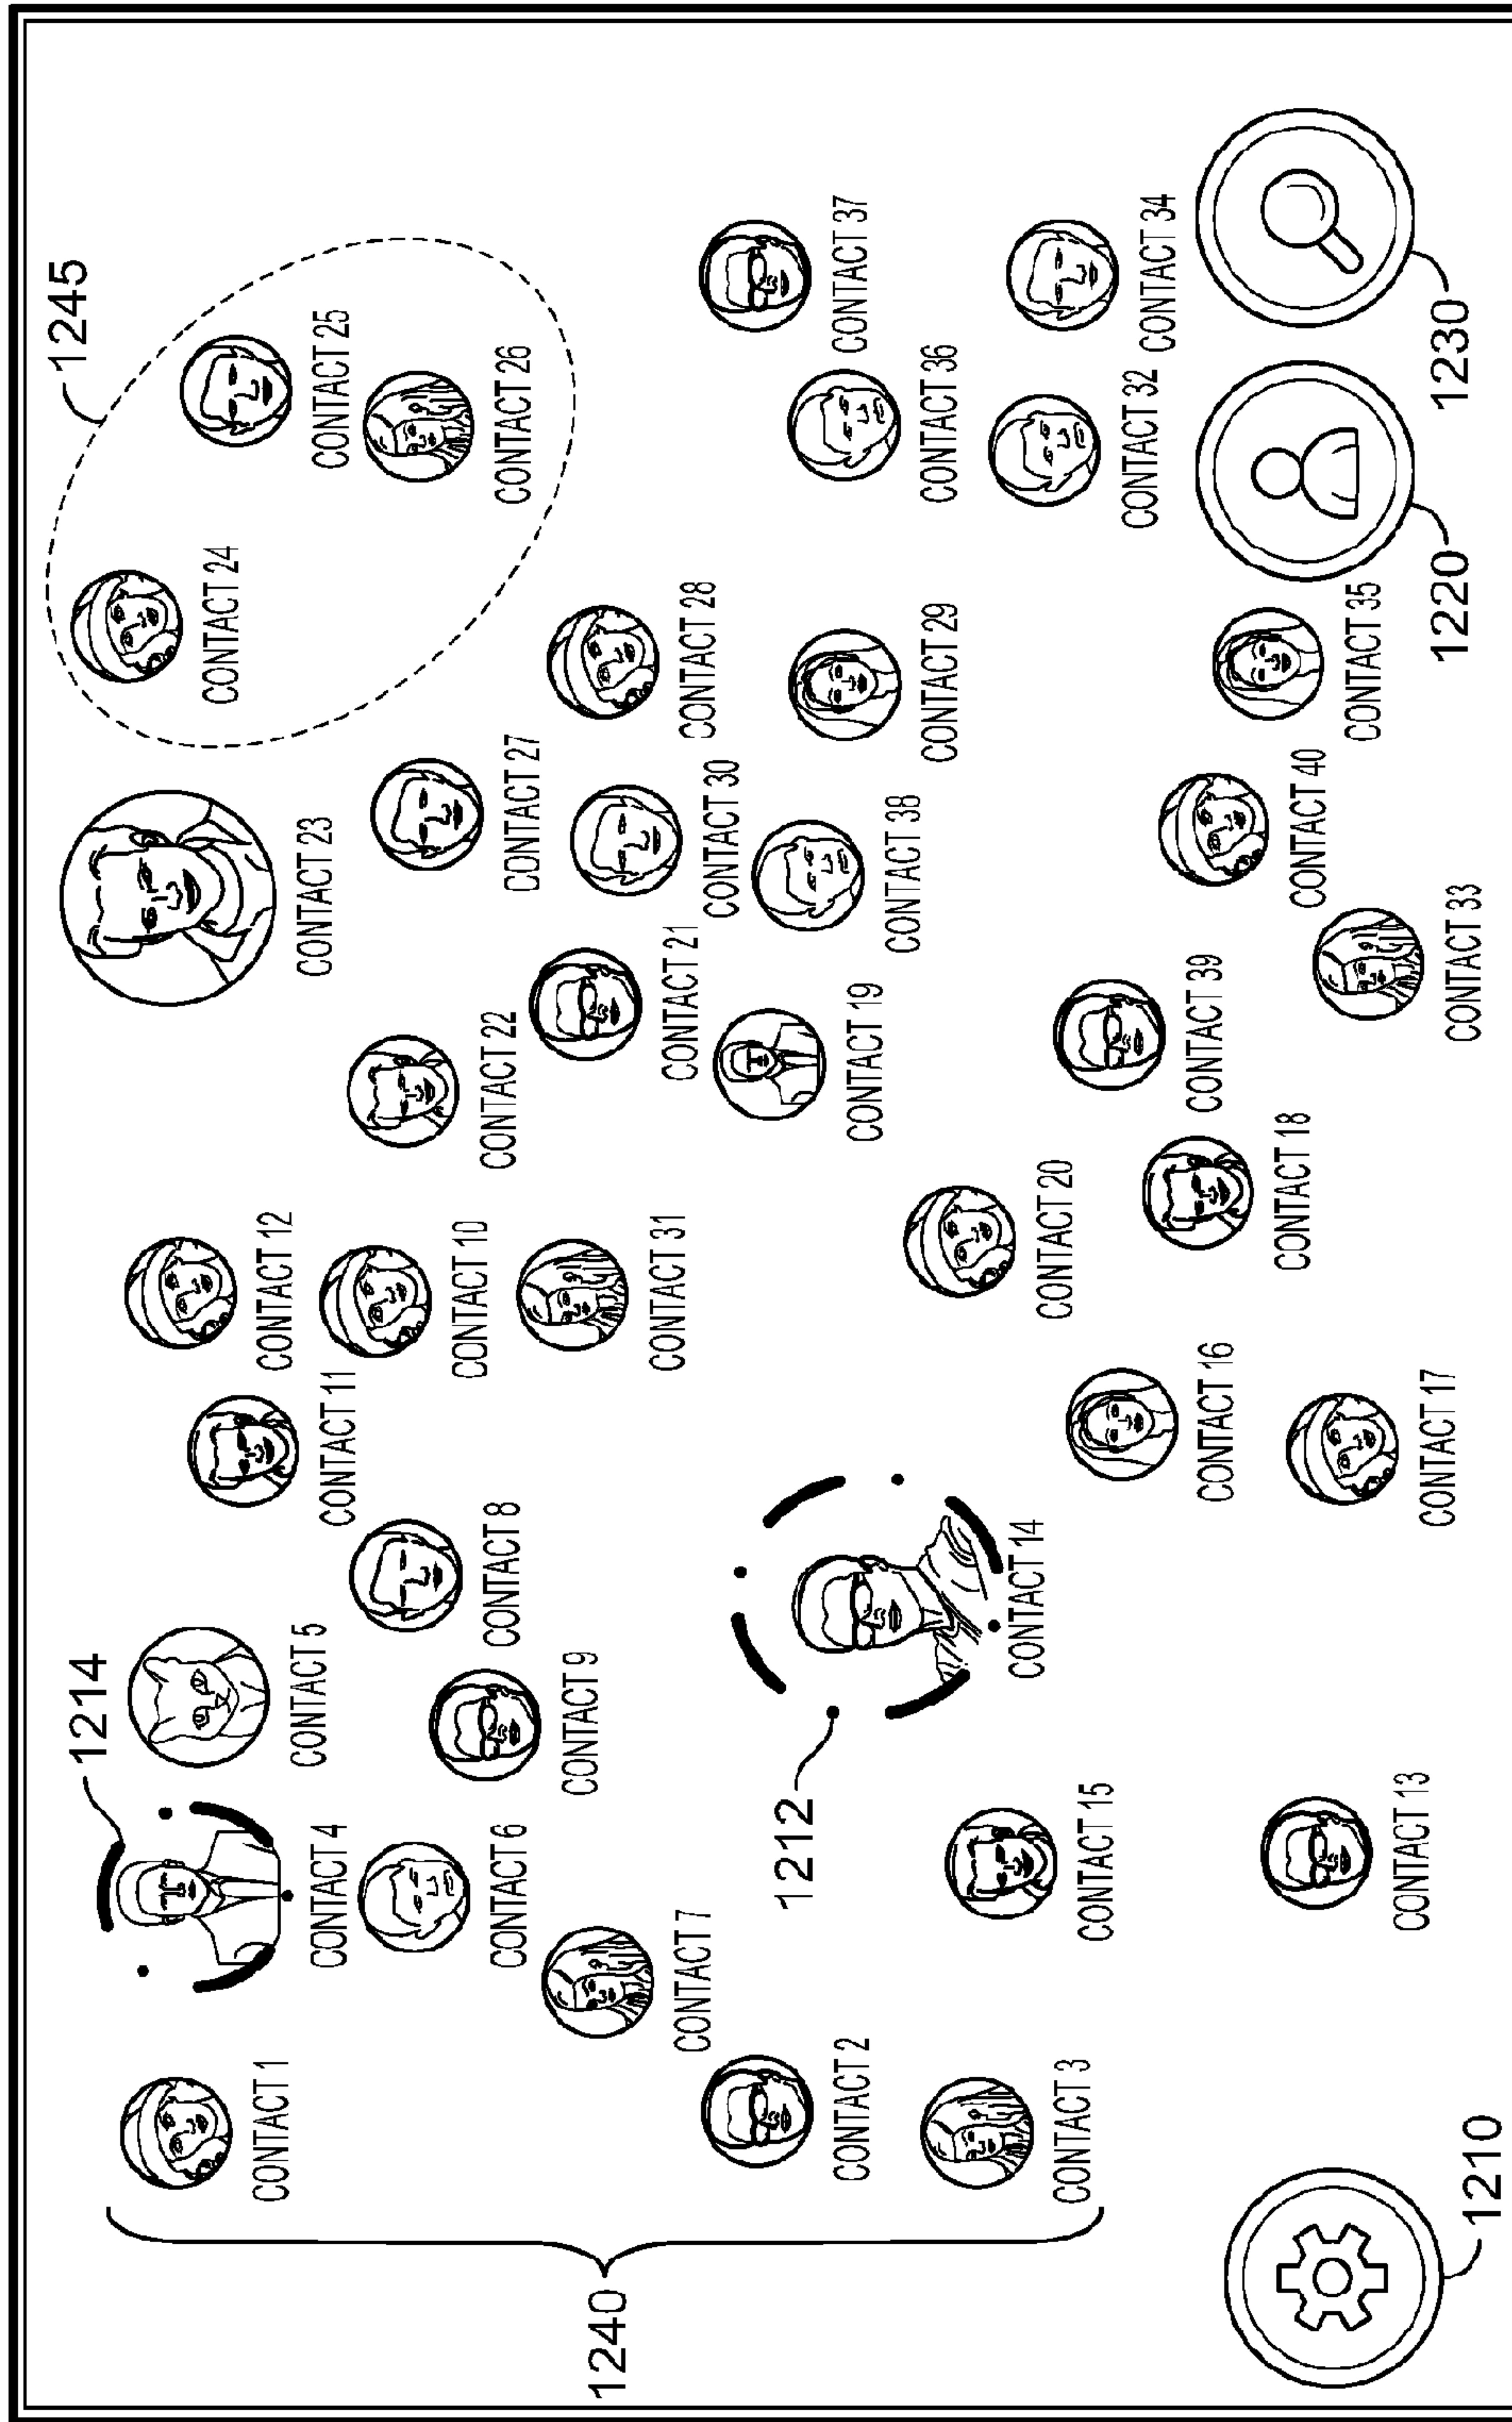 1240
1214
1245
CONTACT 1
CONTACT 4
CONTACT 5
CONTACT 11
CONTACT 12
CONTACT 23
CONTACT 24
CONTACT 25
CONTACT 6
CONTACT 8
CONTACT 10
CONTACT 22
CONTACT 27
CONTACT 26
CONTACT 7
CONTACT 9
CONTACT 31
CONTACT 21
CONTACT 30
CONTACT 28
CONTACT 2
1212
CONTACT 19
CONTACT 38
CONTACT 29
CONTACT 36
CONTACT 37
CONTACT 3
CONTACT 14
CONTACT 20
CONTACT 32
CONTACT 34
CONTACT 15
CONTACT 16
CONTACT 18
CONTACT 39
CONTACT 40
CONTACT 35
CONTACT 13
CONTACT 17
CONTACT 33
1210
1220
1230